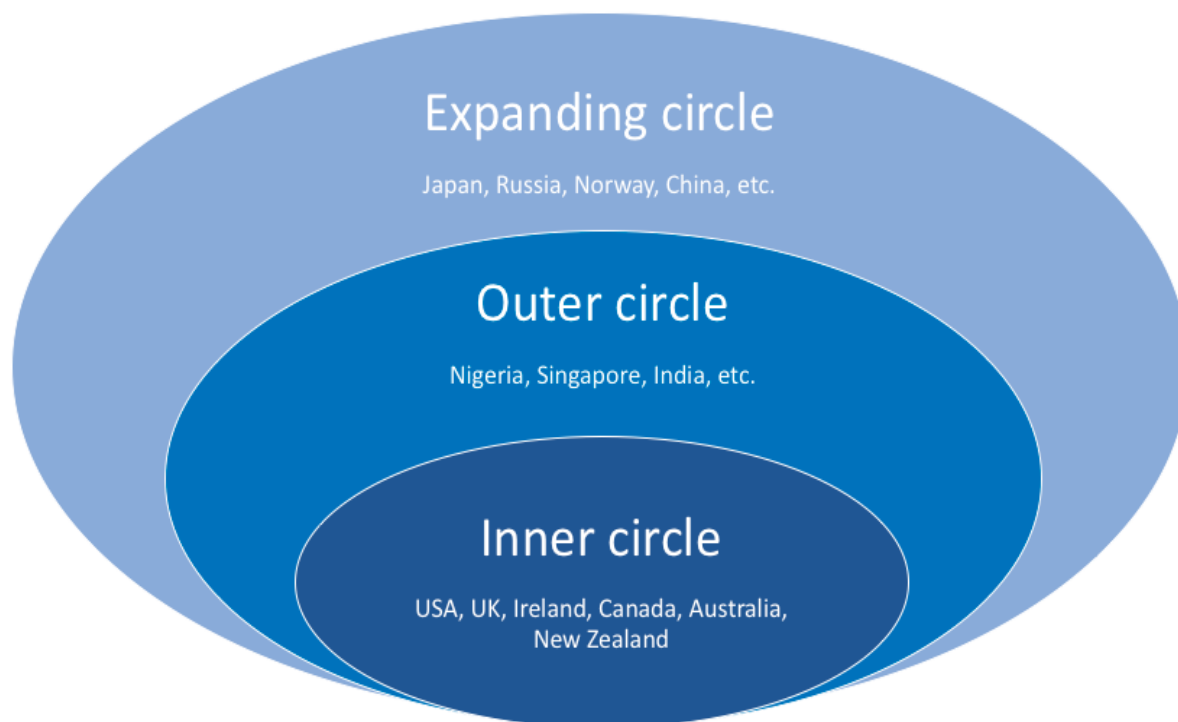 Expanding circle
Japan, Russia, Norway, China, etc.
Outer circle
Nigeria, Singapore, India, etc.
Inner circle
USA, UK, Ireland, Canada, Australia,
New Zealand